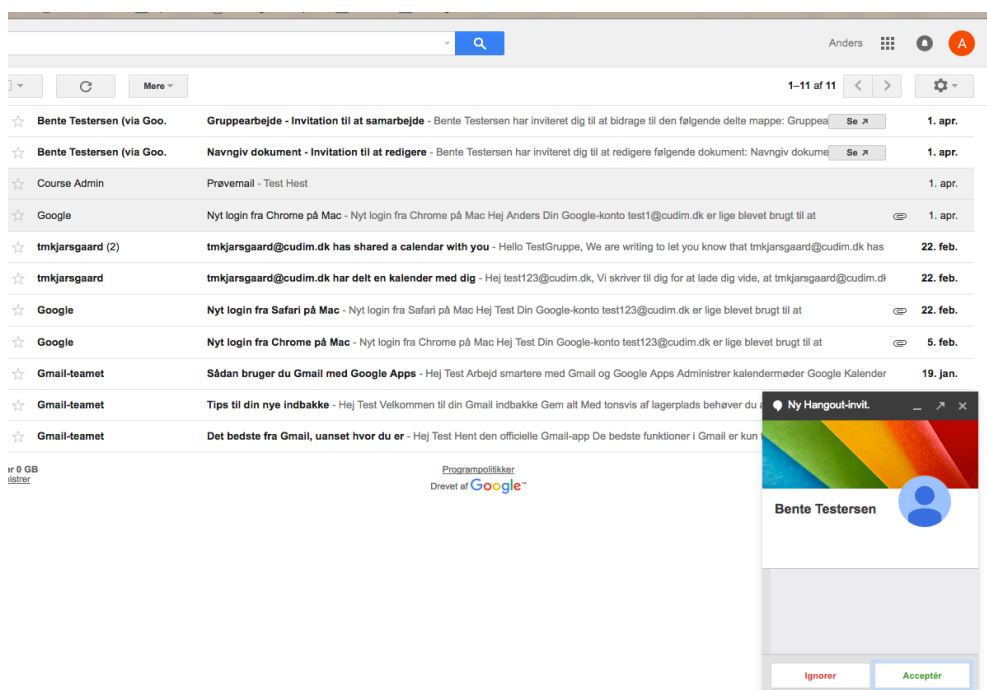 Anders
A
Mere
1–11 af 11
Bente Testersen (via Goo. Gruppearbejde - Invitation til at samarbejde - Bente Testersen har inviteret dig til at bidrage til den følgende delte mappe: Gruppea Se 1. apr.
Bente Testersen (via Goo. Navngiv dokument - Invitation til at redigere - Bente Testersen har inviteret dig til at redigere følgende dokument: Navngiv dokume Se 1. apr.
Course Admin Prøvemail - Test Hest 1. apr.
Google Nyt login fra Chrome på Mac - Nyt login fra Chrome på Mac Hej Anders Din Google-konto test1@cudim.dk er lige blevet brugt til at 1. apr.
tmkjarsgaard (2) tmkjarsgaard@cudim.dk has shared a calendar with you - Hello TestGruppe, We are writing to let you know that tmkjarsgaard@cudim.dk has 22. feb.
tmkjarsgaard tmkjarsgaard@cudim.dk har delt en kalender med dig - Hej test123@cudim.dk, Vi skriver til dig for at lade dig vide, at tmkjarsgaard@cudim.dk 22. feb.
Google Nyt login fra Safari på Mac - Nyt login fra Safari på Mac Hej Test Din Google-konto test123@cudim.dk er lige blevet brugt til at 22. feb.
Google Nyt login fra Chrome på Mac - Nyt login fra Chrome på Mac Hej Test Din Google-konto test123@cudim.dk er lige blevet brugt til at 5. feb.
Gmail-teamet Sådan bruger du Gmail med Google Apps - Hej Test Arbejd smartere med Gmail og Google Apps Administrer kalendermøder Google Kalender 19. jan.
Gmail-teamet Tips til din nye indbakke - Hej Test Velkommen til din Gmail indbakke Gem alt Med tonsvis af lagerplads behøver du
Gmail-teamet Det bedste fra Gmail, uanset hvor du er - Hej Test Hent den officielle Gmail-app De bedste funktioner i Gmail er kun
er 0 GB
nistrer
Programpolitikker
Drevet af Google™
Ny Hangout-invit.
Bente Testersen
Ignorer Acceptér